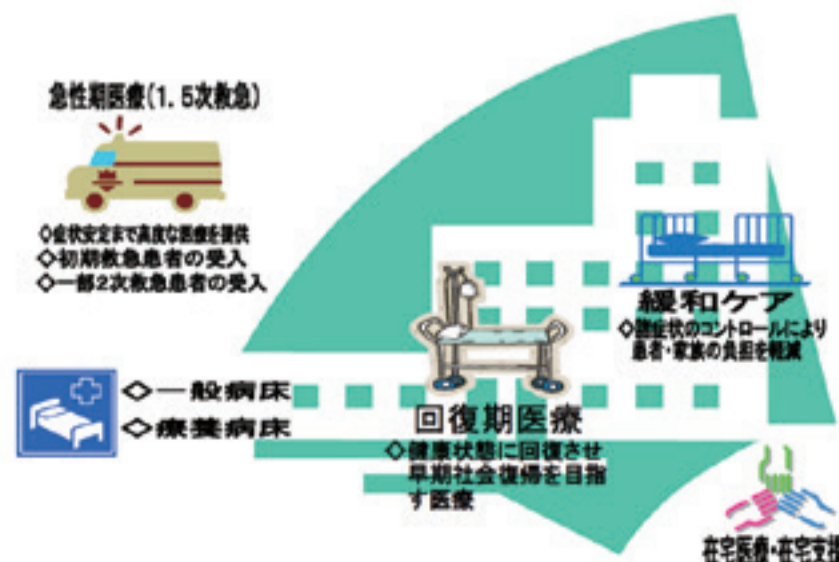 急性期医療(1.5次救急)
◇症状安定まで高度な医療を提供
◇初期救急患者の受入
◇一部2次救急患者の受入
◇一般病床
◇療養病床
回復期医療
◇健康状態に回復させ
早期社会復帰を目指
す医療
緩和ケア
◇諸症状のコントロールにより
患者・家族の負担を軽減
在宅医療・在宅支援